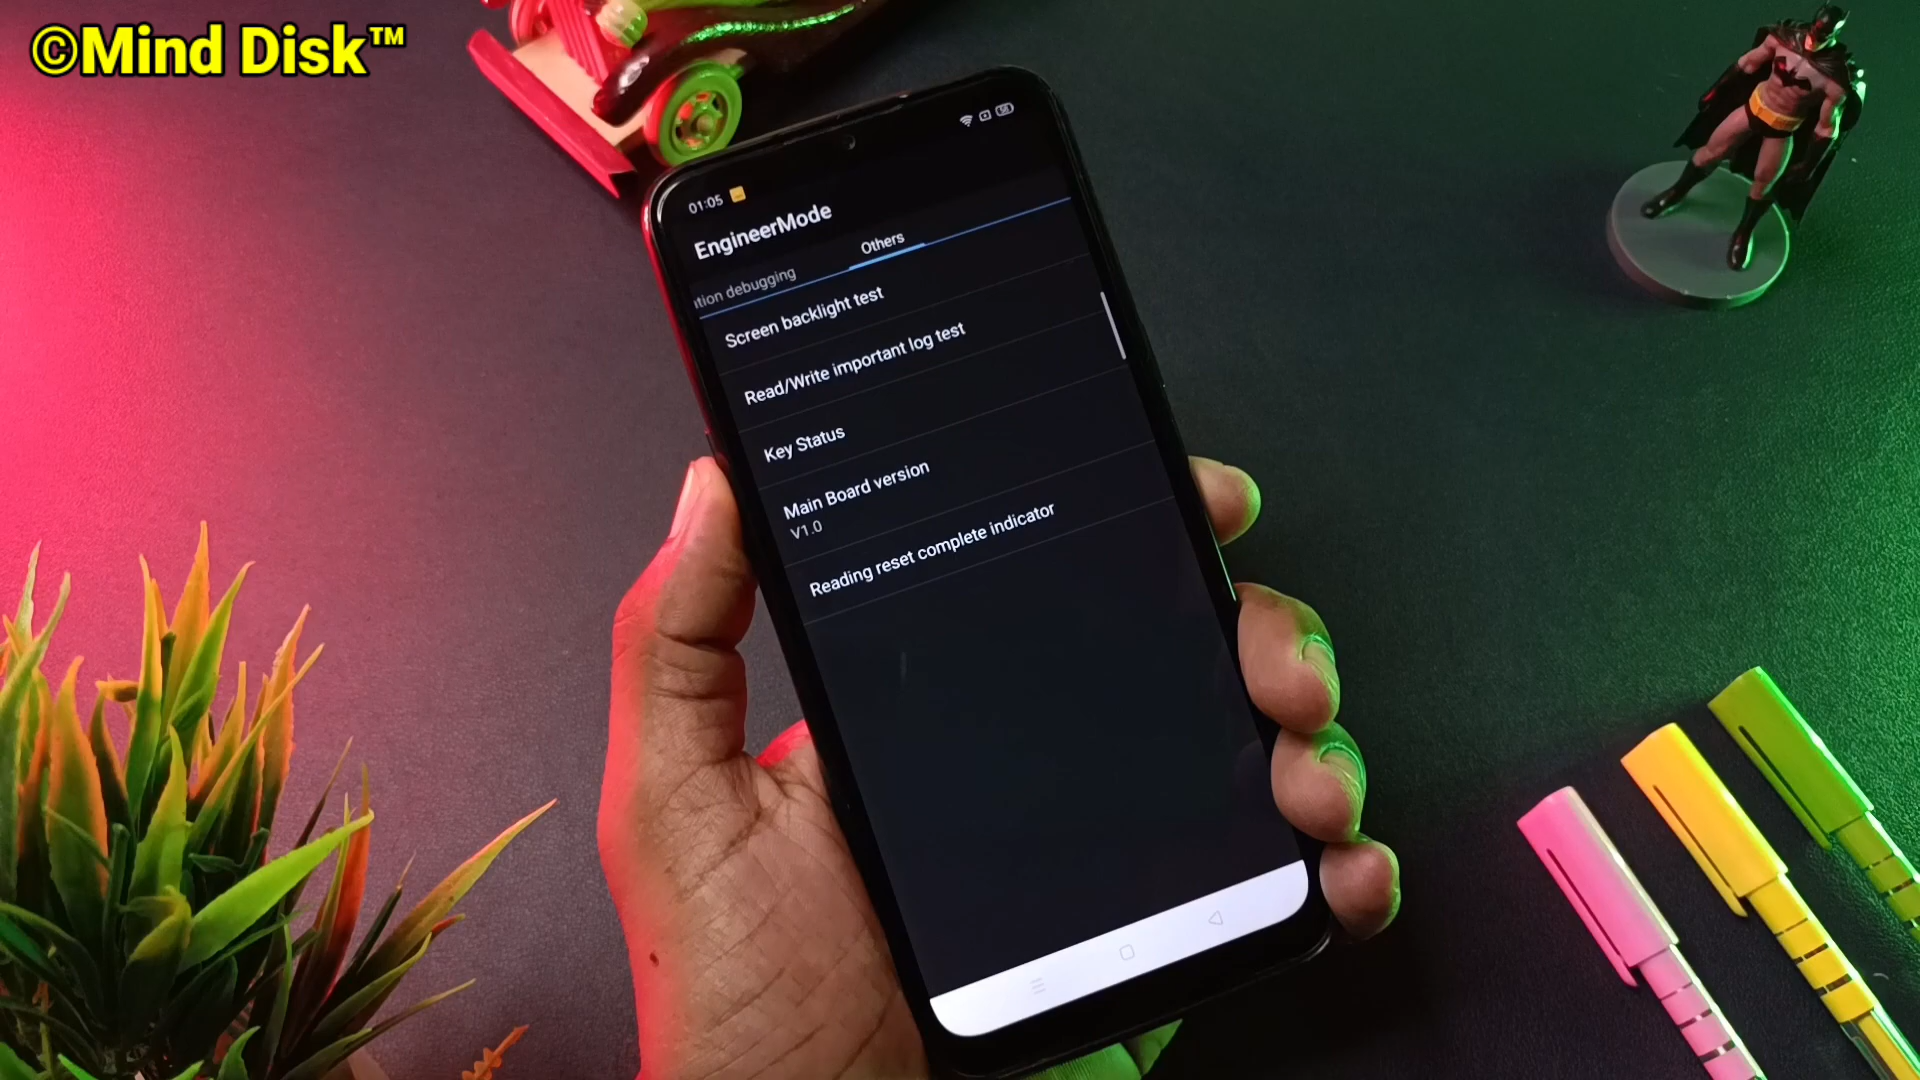 ©Mind Disk™
01:05
EngineerMode
tion debugging
Others
Screen backlight test
Read/Write important log test
Key Status
Main Board version
V1.0
Reading reset complete indicator